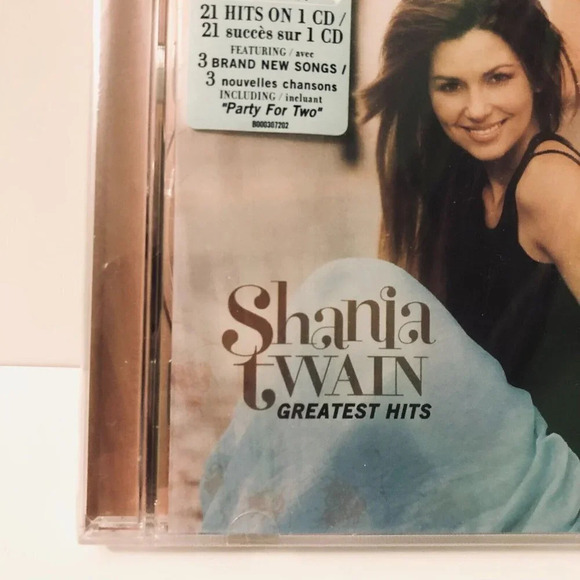 21 HITS ON 1 CD /
21 succès sur 1 CD
FEATURING / avec
3 BRAND NEW SONGS /
3 nouvelles chansons
INCLUDING / incluant
"Party For Two"
B000307202
Shania
tWAIN
GREATEST HITS